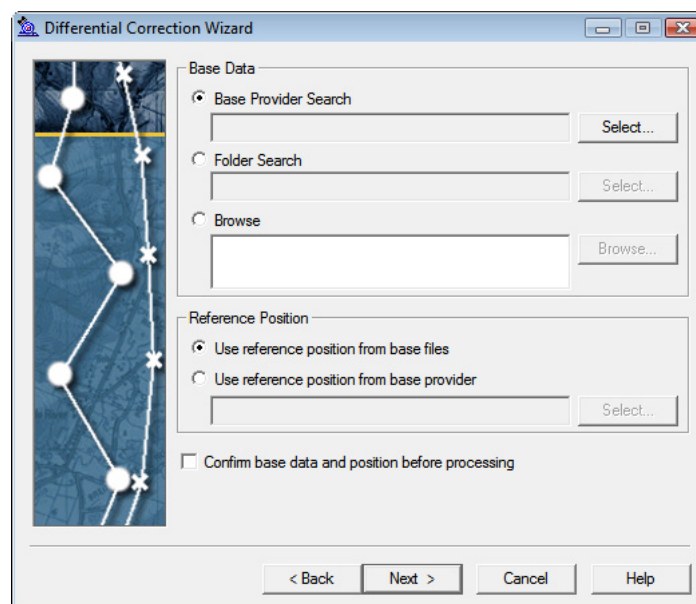 Differential Correction Wizard
Base Data
Base Provider Search
Select...
Folder Search
Select...
Browse
Browse...
Reference Position
Use reference position from base files
Use reference position from base provider
Select...
Confirm base data and position before processing
< Back
Next >
Cancel
Help